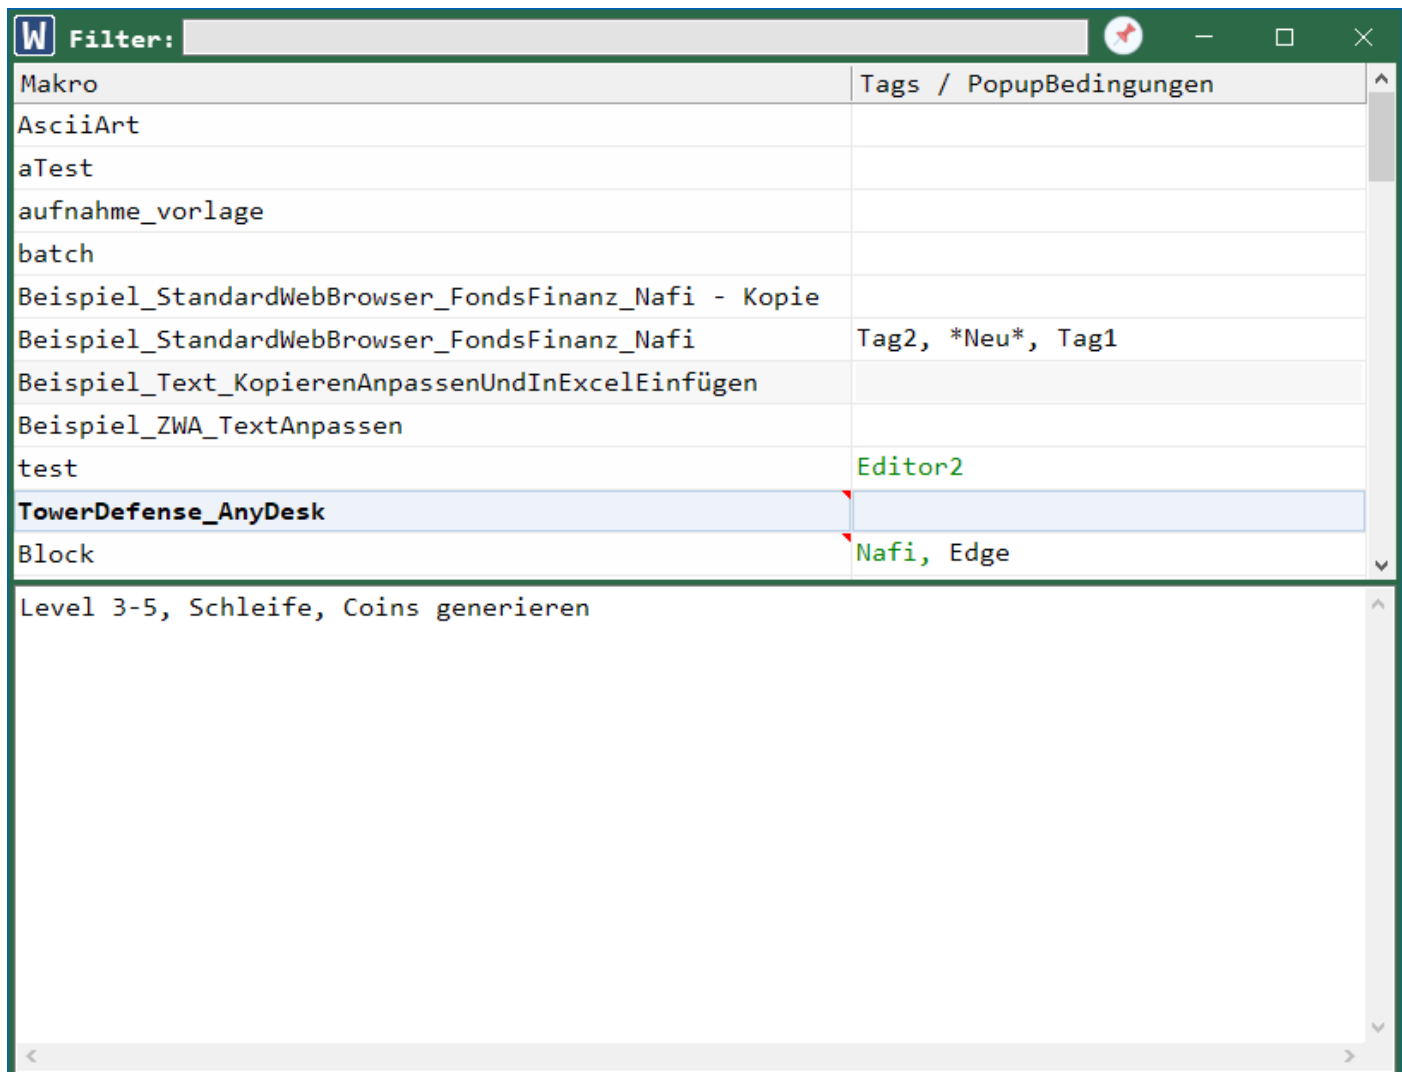 W Filter:
Makro Tags / PopupBedingungen
AsciiArt
aTest
aufnahme_vorlage
batch
Beispiel_StandardWebBrowser_FondsFinanz_Nafi - Kopie
Beispiel_StandardWebBrowser_FondsFinanz_Nafi Tag2, *Neu*, Tag1
Beispiel_Text_KopierenAnpassenUndInExcelEinfügen
Beispiel_ZWA_TextAnpassen
test Editor2
TowerDefense_AnyDesk
Block Nafi, Edge
Level 3-5, Schleife, Coins generieren